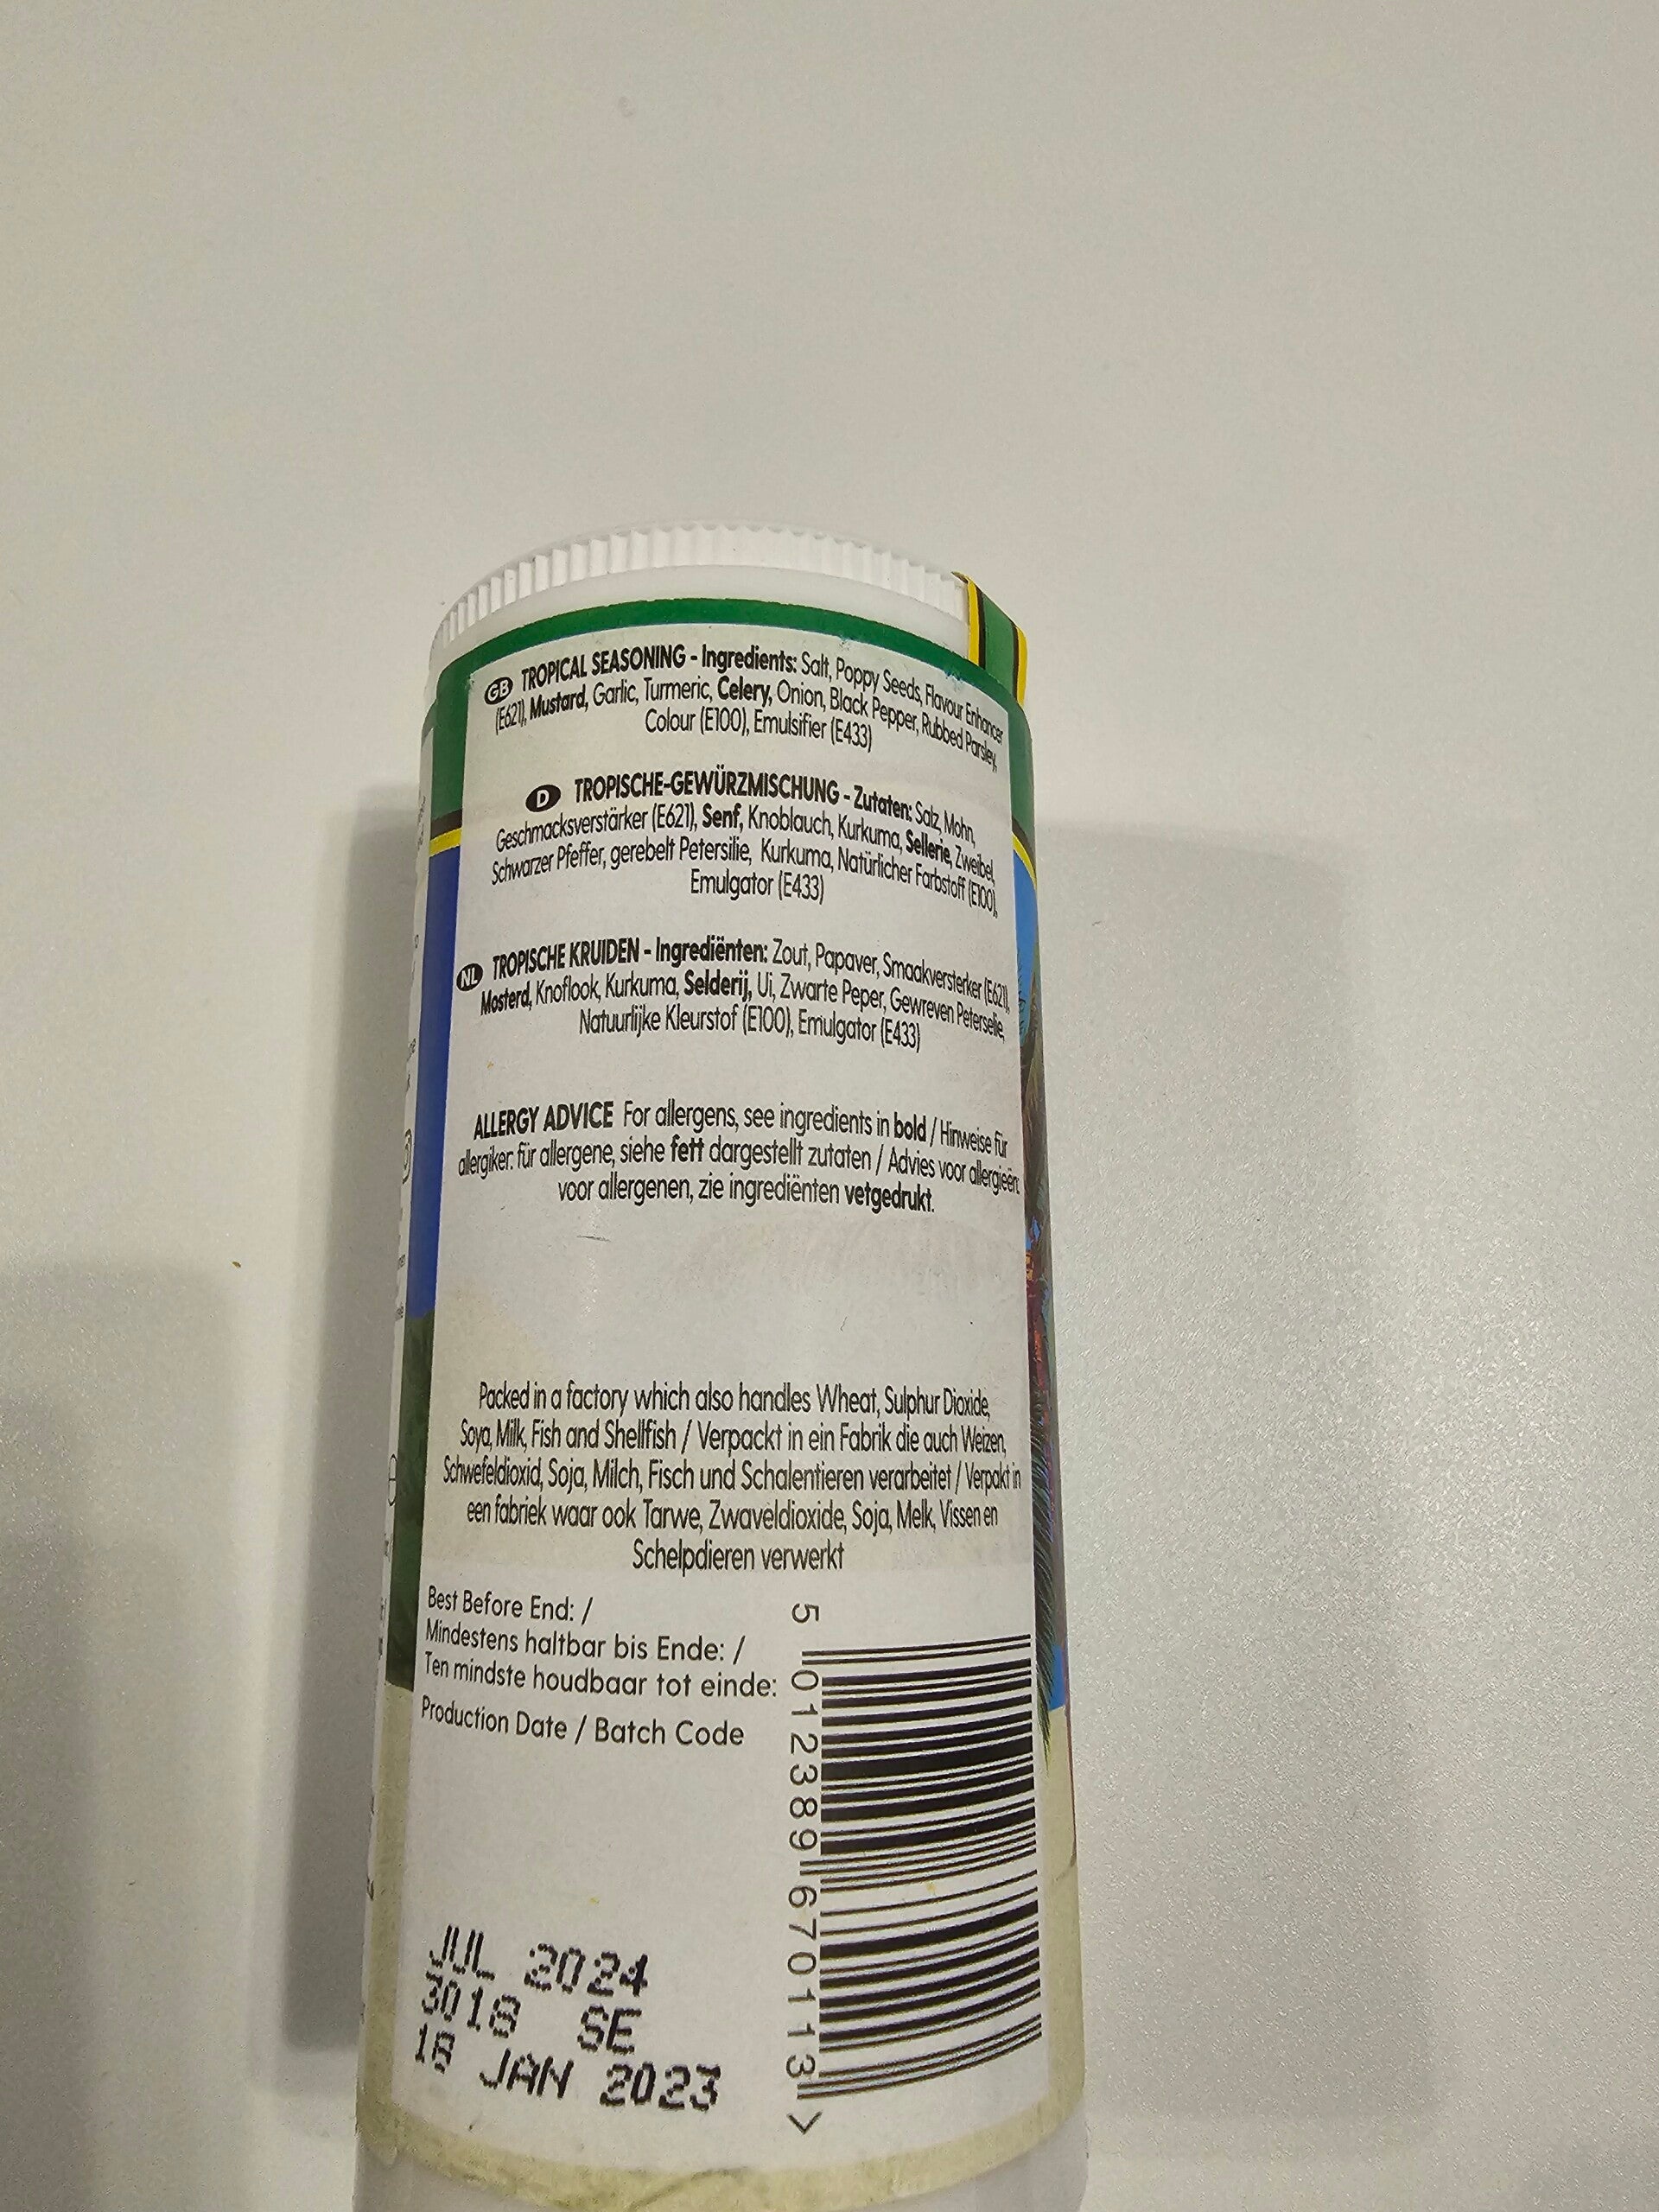 GB TROPICAL SEASONING - Ingredients: Salt, Poppy Seeds, Flavour Enhancer
(E621), Mustard, Garlic, Turmeric, Celery, Onion, Black Pepper, Rubbed Parsley,
Colour (E100), Emulsifier (E433)
D TROPISCHE-GEWÜRZMISCHUNG - Zutaten: Salz, Mohn,
Geschmacksverstärker (E621), Senf, Knoblauch, Kurkuma, Sellerie, Zweibel,
Schwarzer Pfeffer, gerebelt Petersilie, Kurkuma, Natürlicher Farbstoff (E100),
Emulgator (E433)
NL TROPISCHE KRUIDEN - Ingrediënten: Zout, Papaver, Smaakversterker (E621),
Mosterd, Knoflook, Kurkuma, Selderij, Ui, Zwarte Peper, Gewreven Peterselie,
Natuurlijke Kleurstof (E100), Emulgator (E433)
ALLERGY ADVICE For allergens, see ingredients in bold / Hinweise für
allergiker: für allergene, siehe fett dargestellt zutaten / Advies voor allergieën:
voor allergenen, zie ingrediënten vetgedrukt.
Packed in a factory which also handles Wheat, Sulphur Dioxide,
Soya, Milk, Fish and Shellfish / Verpackt in ein Fabrik die auch Weizen,
Schwefeldioxid, Soja, Milch, Fisch und Schalentieren verarbeitet / Verpakt in
een fabriek waar ook Tarwe, Zwaveldioxide, Soja, Melk, Vissen en
Schelpdieren verwerkt
Best Before End: /
Mindestens haltbar bis Ende: /
Ten mindste houdbaar tot einde:
Production Date / Batch Code
JUL 2024
3018 SE
18 JAN 2023
5 012389 670113 >